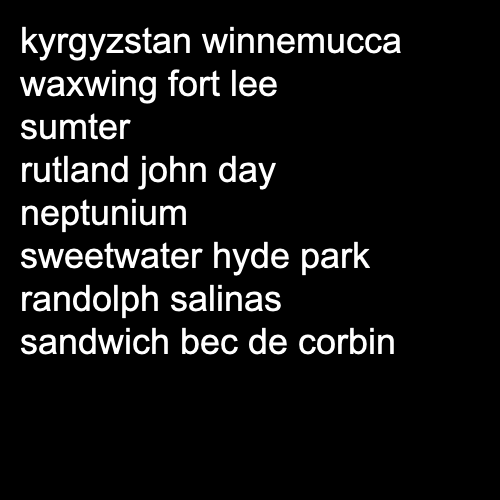 kyrgyzstan winnemucca
waxwing fort lee
sumter
rutland john day
neptunium
sweetwater hyde park
randolph salinas
sandwich bec de corbin